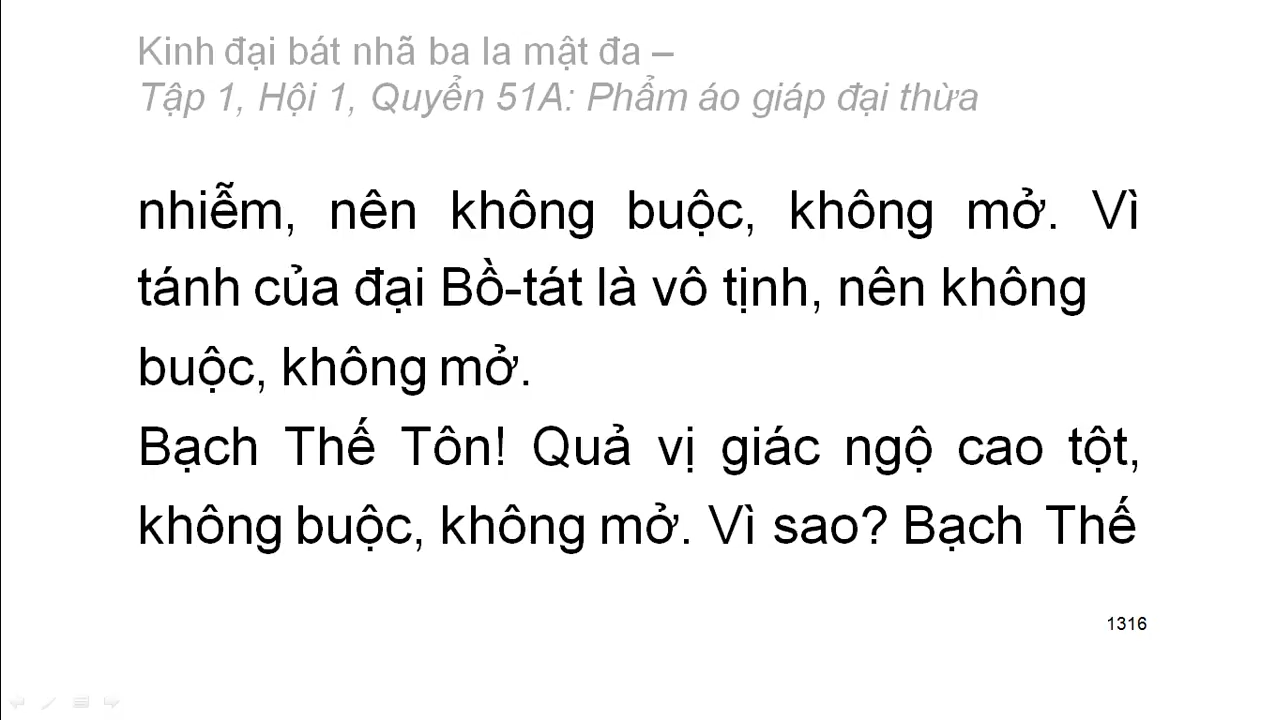 Kinh đại bát nhã ba la mật đa –
Tập 1, Hội 1, Quyển 51A: Phẩm áo giáp đại thừa
nhiễm, nên không buộc, không mở. Vì
tánh của đại Bồ-tát là vô tịnh, nên không
buộc, không mở.
Bạch Thế Tôn! Quả vị giác ngộ cao tột,
không buộc, không mở. Vì sao? Bạch Thế
1316